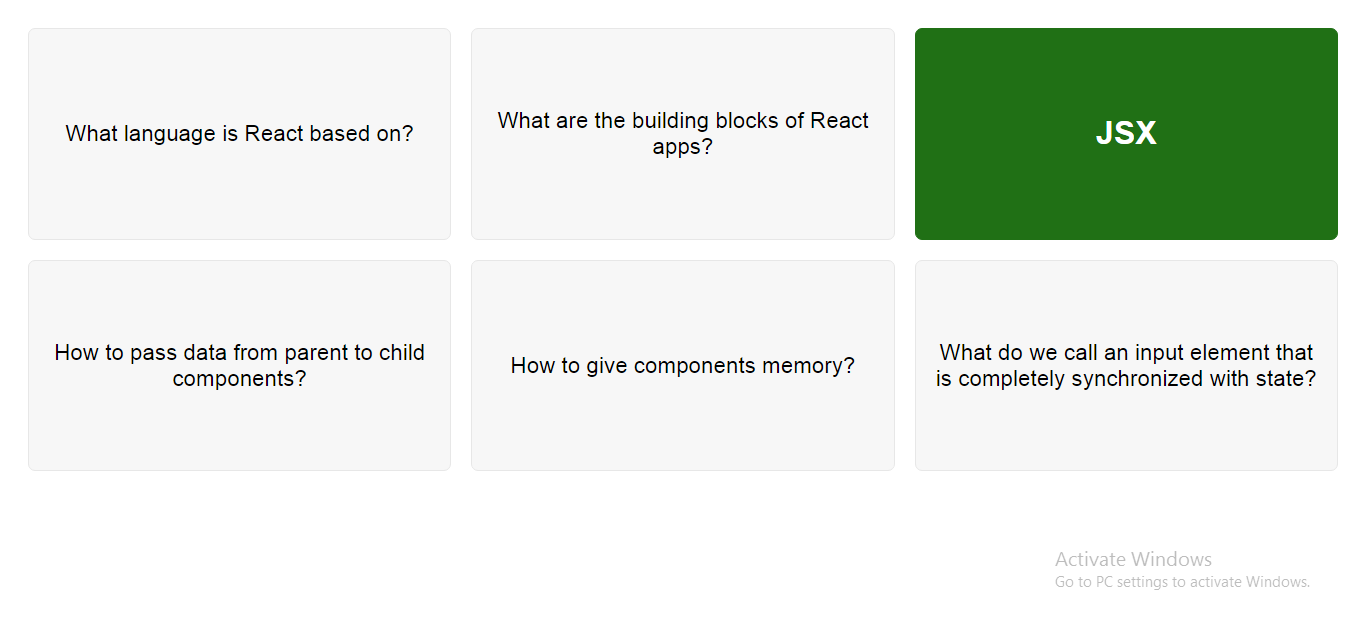 What language is React based on?
What are the building blocks of React
apps?
JSX
How to pass data from parent to child
components?
How to give components memory?
What do we call an input element that
is completely synchronized with state?
Activate Windows
Go to PC settings to activate Windows.